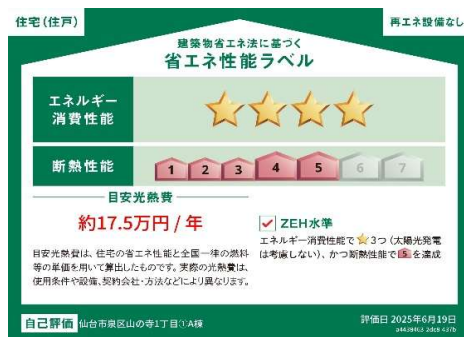 住宅(住戸)
再エネ設備なし
建築物省エネ法に基づく
省エネ性能ラベル
エネルギー
消費性能
断熱性能
1 2 3 4 5 6 7
目安光熱費
約17.5万円 / 年
目安光熱費は、住宅の省エネ性能と全国一律の燃料
等の単価を用いて算出したものです。実際の光熱費は、
使用条件や設備、契約会社・方法などにより異なります。
ZEH水準
エネルギー消費性能で⭐3つ(太陽光発電
は考慮しない)、かつ断熱性能で5を達成
自己評価 仙台市泉区山の寺1丁目①A棟
評価日 2025年6月19日